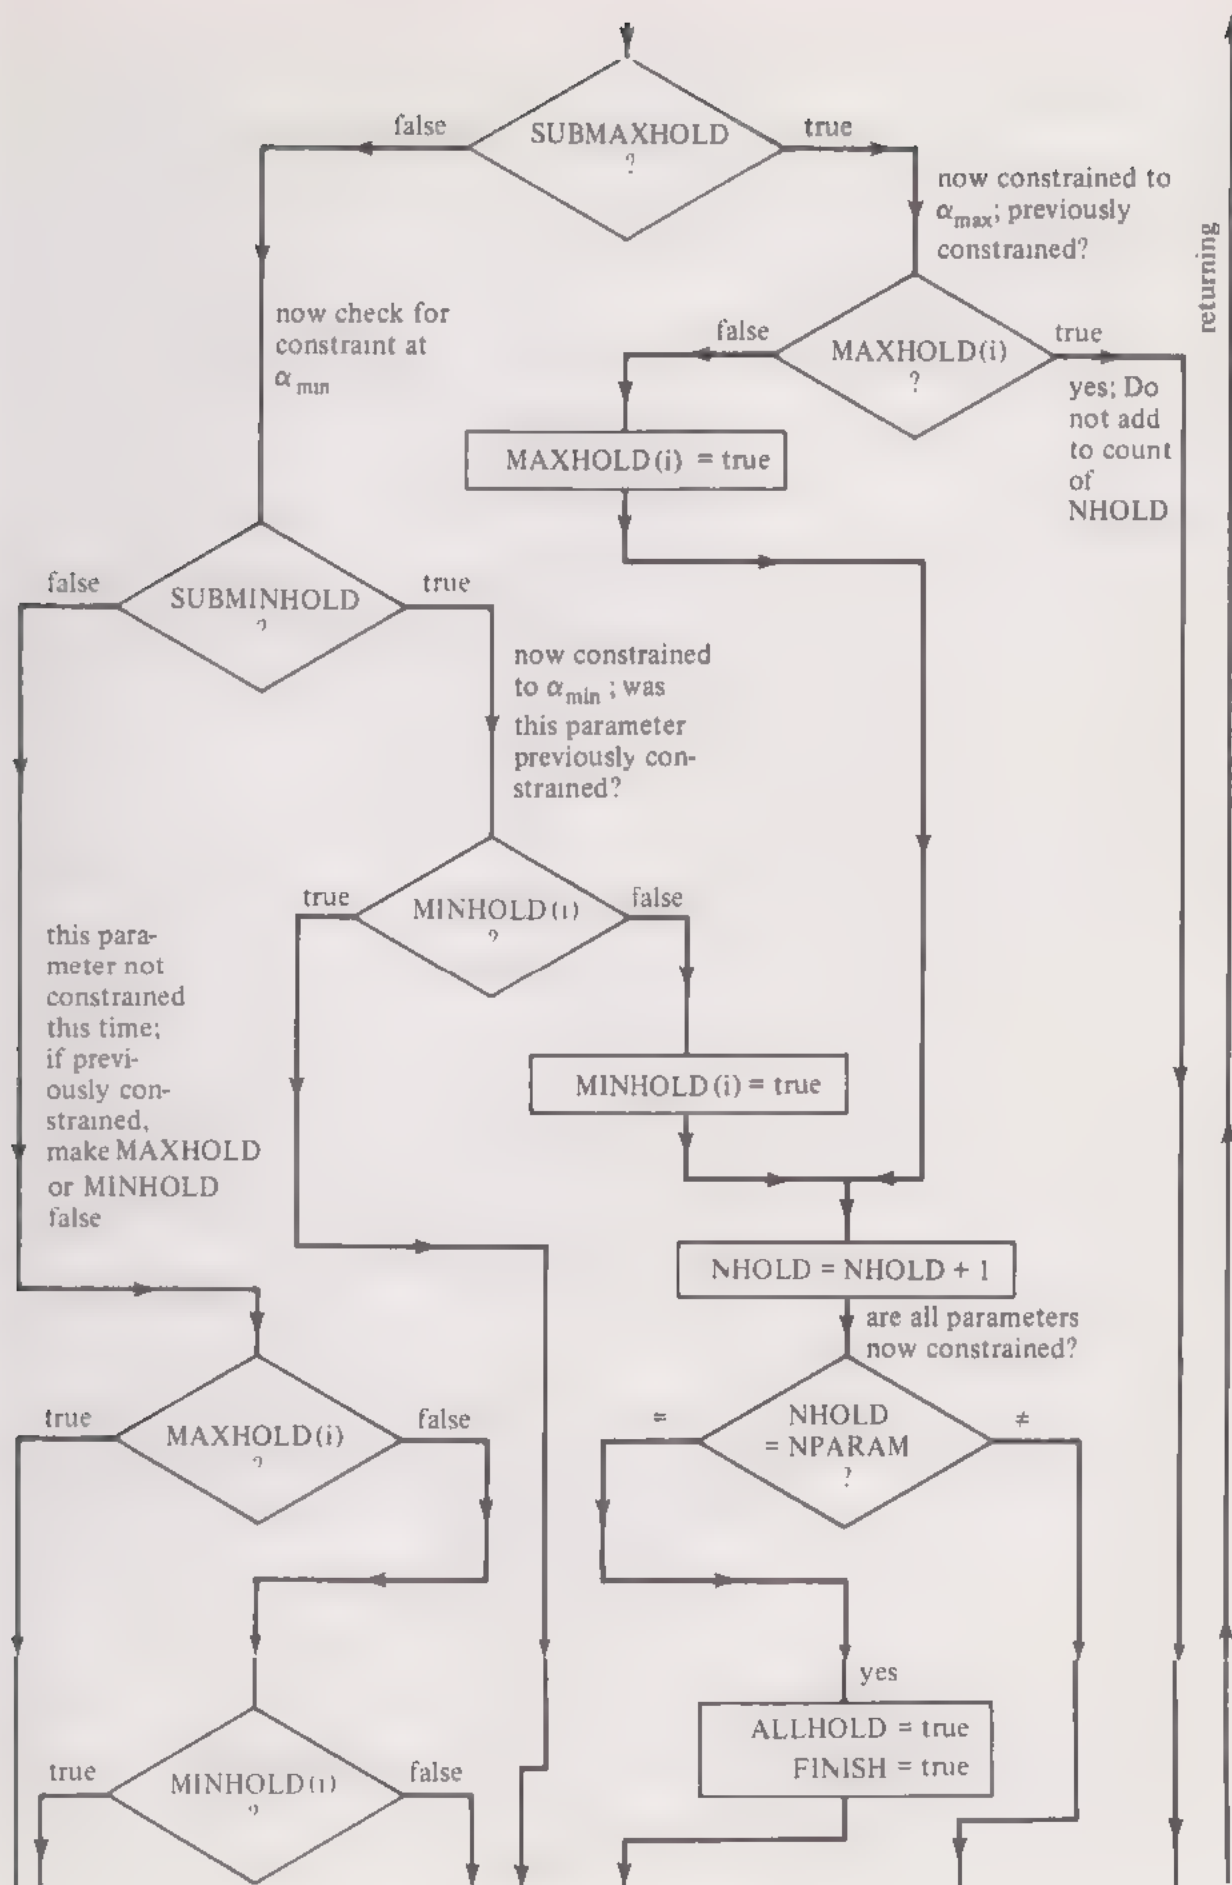 false
SUBMAXHOLD
?
true
now constrained to
α max; previously
constrained?
returning
now check for
constraint at
α min
false
MAXHOLD(i)
?
true
yes; Do
not add
to count
of
NHOLD
MAXHOLD(i) = true
false
SUBMINHOLD
?
true
now constrained
to α min; was
this parameter
previously con-
strained?
true
MINHOLD(i)
?
false
this para-
meter not
constrained
this time;
if previ-
ously con-
strained,
make MAXHOLD
or MINHOLD
false
MINHOLD(i) = true
NHOLD = NHOLD + 1
are all parameters
now constrained?
true
MAXHOLD(i)
?
false
=
NHOLD
= NPARAM
?
≠
yes
ALLHOLD = true
FINISH = true
true
MINHOLD(i)
?
false